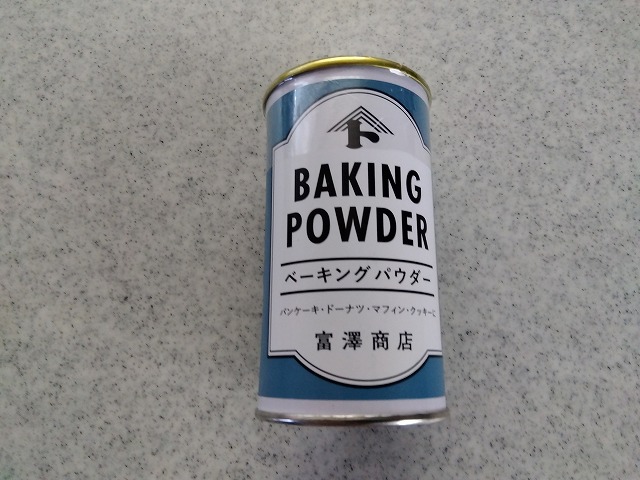 ト
BAKING
POWDER
ベーキングパウダー
パンケーキ・ドーナツ・マフィン・クッキーに
富澤商店